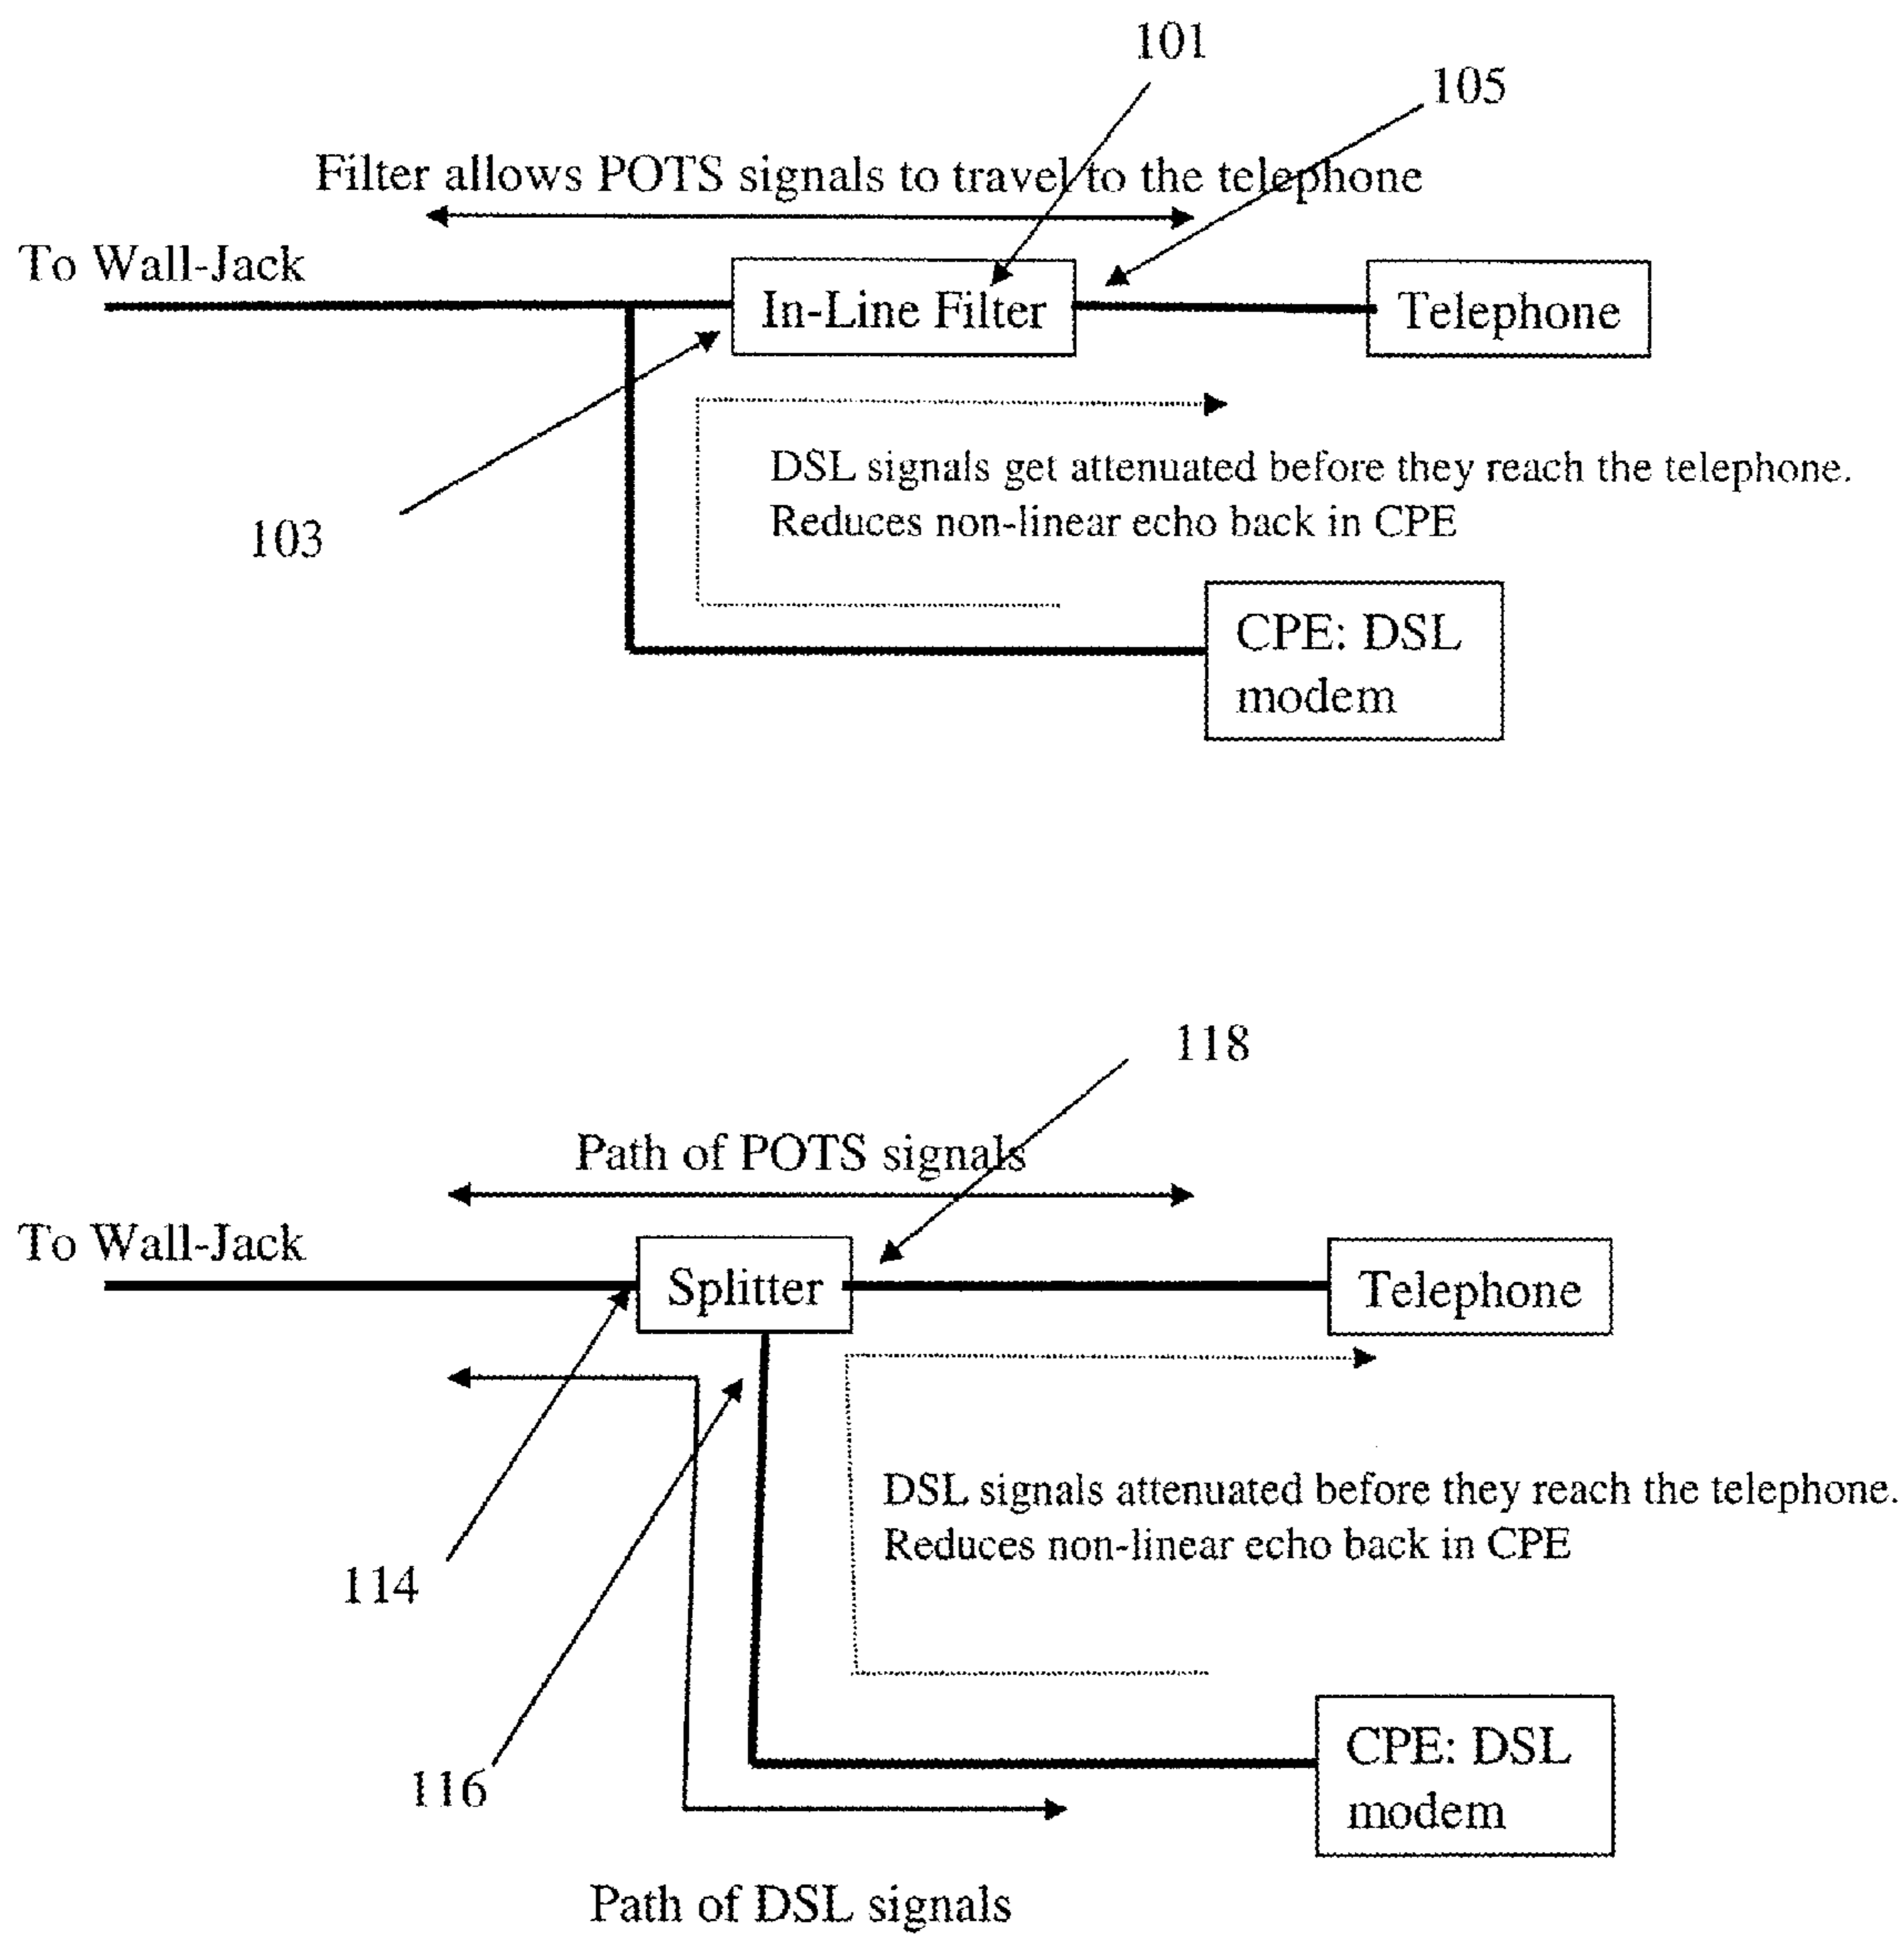 101
105
Filter allows POTS signals to travel to the telephone
To Wall-Jack
In-Line Filter
Telephone
DSL signals get attenuated before they reach the telephone.
Reduces non-linear echo back in CPE
103
CPE: DSL
modem
118
Path of POTS signals
To Wall-Jack
Splitter
Telephone
DSL signals attenuated before they reach the telephone.
Reduces non-linear echo back in CPE
114
116
CPE: DSL
modem
Path of DSL signals